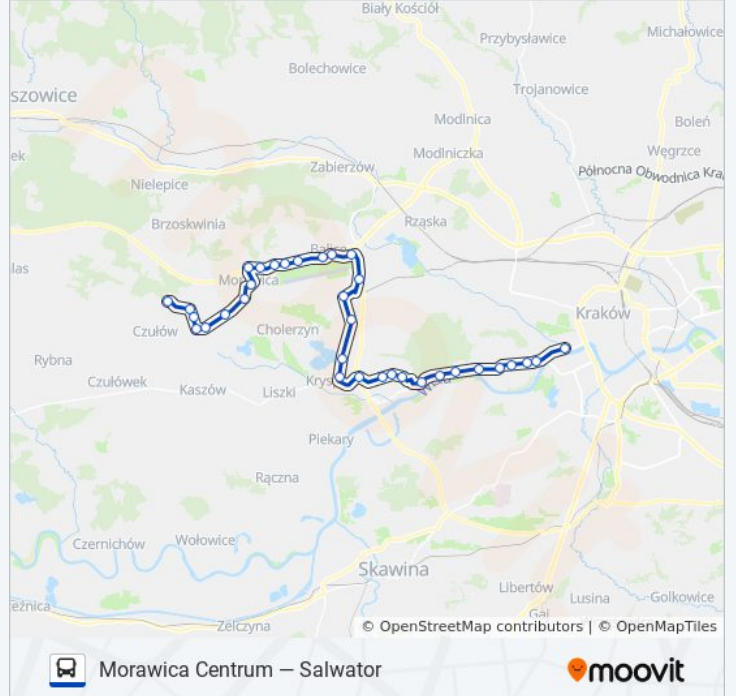 Biały Kościół
Michałowice
Przybysławice
Bolechowice
szowice
Trojanowice
Modlnica
Boleń
ek
Zabierzów
Modlniczka
Węgrzce
Północna Obwodnica Kra
Nielepice
Brzoskwinia
Rząska
Balice
las
Morawica
Kraków
Czułów
Cholerzyn
Rybna
Czułówek
Kaszów
Liszki
Krys
Wisła
Piekary
Rączna
Czernichów
Wołowice
Skawina
Libertów
Lusina
Golkowice
eźnica
Zelczyna
Gaj
© OpenStreetMap contributors | © OpenMapTiles
Morawica Centrum — Salwator
moovit